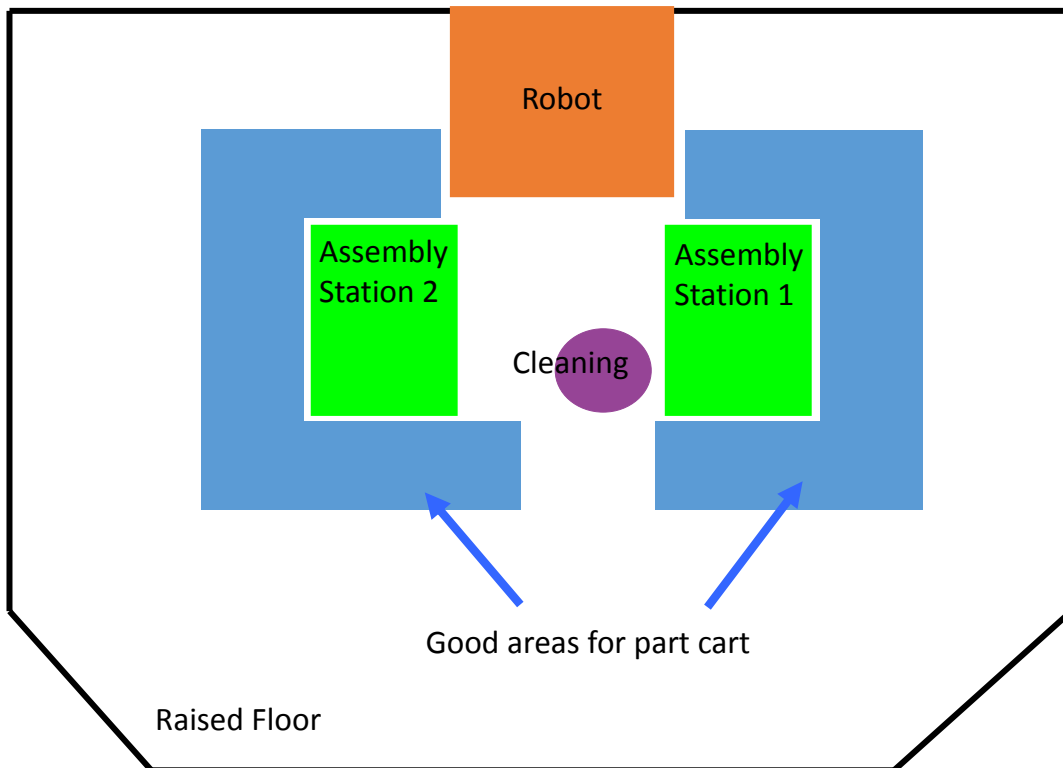 Robot
Assembly
Station 2
Assembly
Station 1
Cleaning
Good areas for part cart
Raised Floor